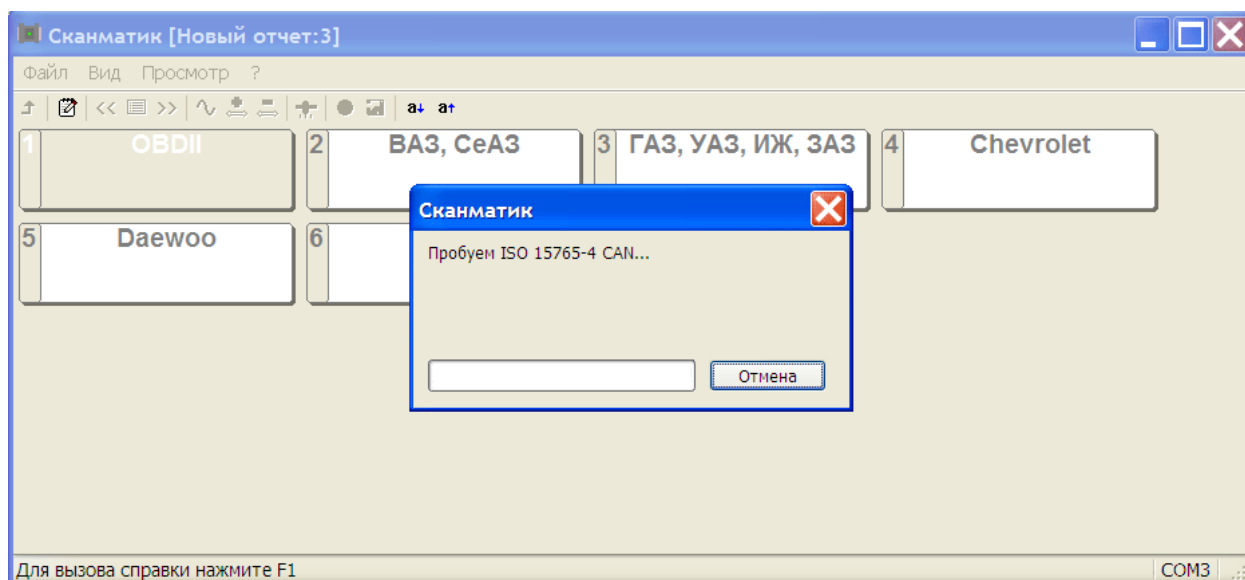 Сканматик [Новый отчет:3]
Файл Вид Просмотр ?
<< >> a↓ a↑
1 OBDII 2 ВАЗ, СеАЗ 3 ГАЗ, УАЗ, ИЖ, ЗАЗ 4 Chevrolet
Сканматик
5 Daewoo 6
Пробуем ISO 15765-4 CAN...
Отмена
Для вызова справки нажмите F1 COM3